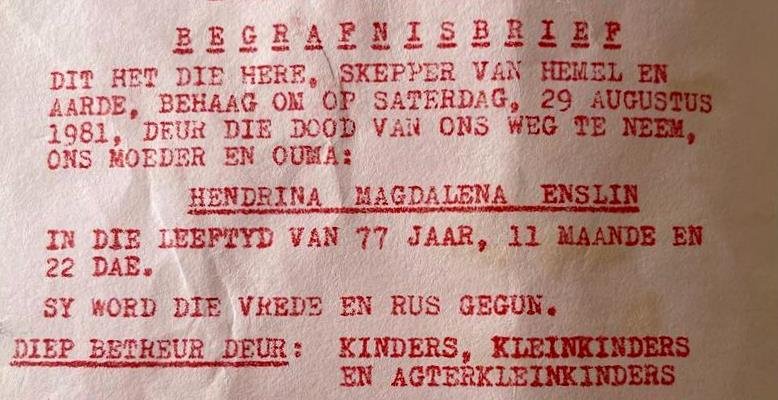 BEGRAFNISBRIEF
DIT HET DIE HERE, SKEPPER VAN HEMEL EN
AARDE, BEHAAG OM OP SATERDAG, 29 AUGUSTUS
1981, DEUR DIE DOOD VAN ONS WEG TE NEEM,
ONS MOEDER EN OUMA:
HENDRINA MAGDALENA ENSLIN
IN DIE LEEFTYD VAN 77 JAAR, 11 MAANDE EN
22 DAE.
SY WORD DIE VREDE EN RUS GEGUN.
DIEP BETREUR DEUR: KINDERS, KLEINKINDERS
EN AGTERKLEINKINDERS